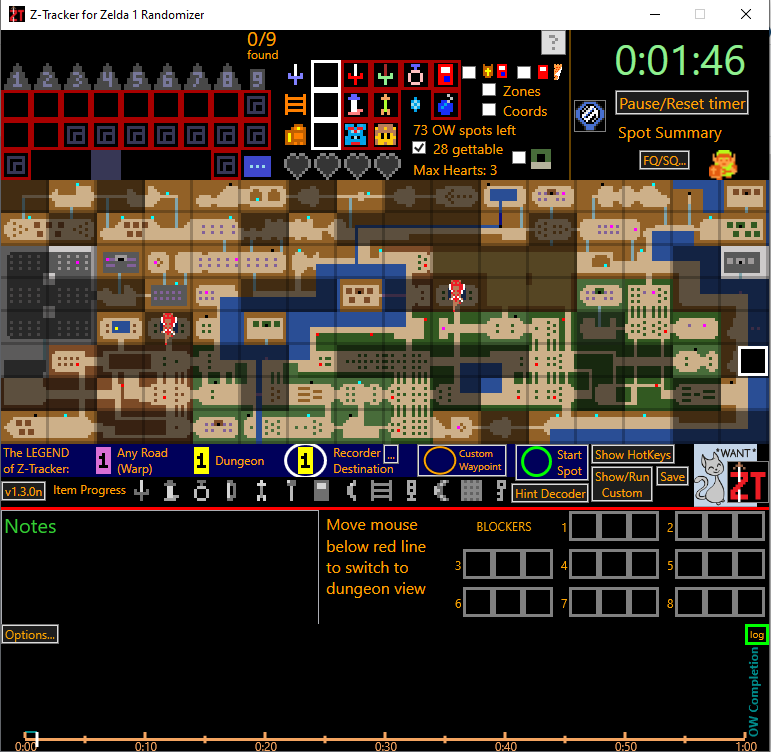 Z-Tracker for Zelda 1 Randomizer
0/9
found
?
0:01:46
1 2 3 4 5 6 7 8 9
Zones
Coords
Pause/Reset timer
73 OW spots left
Spot Summary
28 gettable
FQ/SQ...
...
Max Hearts: 3
The LEGEND
of Z-Tracker:
1
Any Road
(Warp)
1
Dungeon
1
Recorder
Destination
...
Custom
Waypoint
Start
Spot
Show HotKeys
*WANT*
v1.3.0n
Item Progress
Hint Decoder
Show/Run
Custom
Save
ZT
Notes
Move mouse
below red line
to switch to
dungeon view
BLOCKERS
1
2
3
4
5
6
7
8
Options...
log
OW Completion
0:00
0:10
0:20
0:30
0:40
0:50
1:00